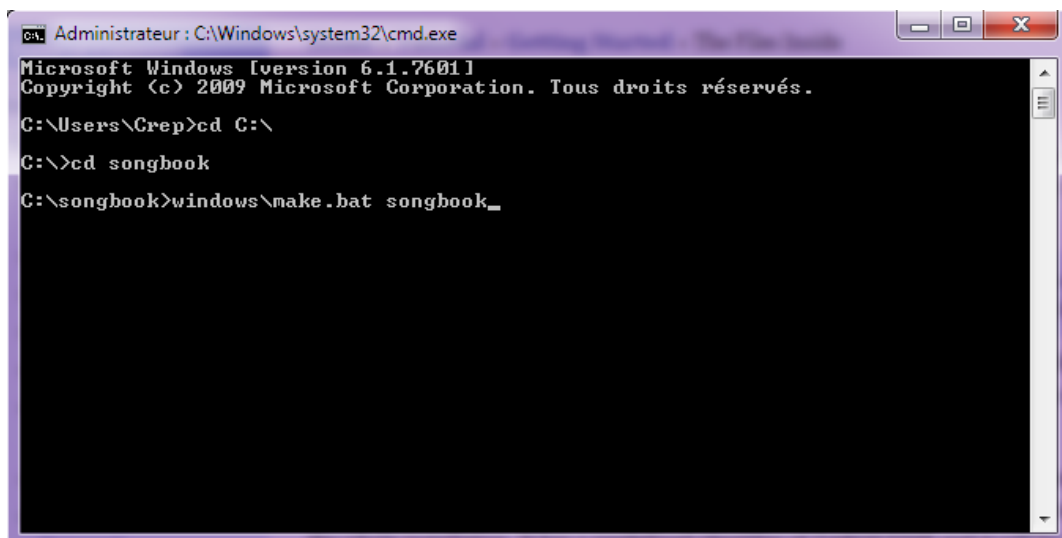 Administrateur : C:\Windows\system32\cmd.exe
Microsoft Windows [version 6.1.7601]
Copyright (c) 2009 Microsoft Corporation. Tous droits réservés.
C:\Users\Crep>cd C:\
C:\>cd songbook
C:\songbook>windows\make.bat songbook_